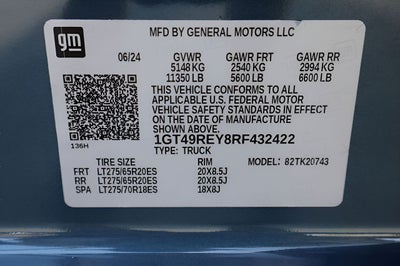 gm
MFD BY GENERAL MOTORS LLC
06/24 GVWR GAWR FRT GAWR RR
5148 KG 2540 KG 2994 KG
11350 LB 5600 LB 6600 LB
THIS VEHICLE CONFORMS TO ALL
APPLICABLE U.S. FEDERAL MOTOR
VEHICLE SAFETY STANDARDS IN EFFECT
ON THE DATE OF MANUFACTURE
SHOWN ABOVE.
136H
1GT49REY8RF432422
TYPE: TRUCK
TIRE SIZE RIM MODEL: 82TK20743
FRT LT275/65R20ES 20X8.5J
RR LT275/65R20ES 20X8.5J
SPA LT275/70R18ES 18X8J